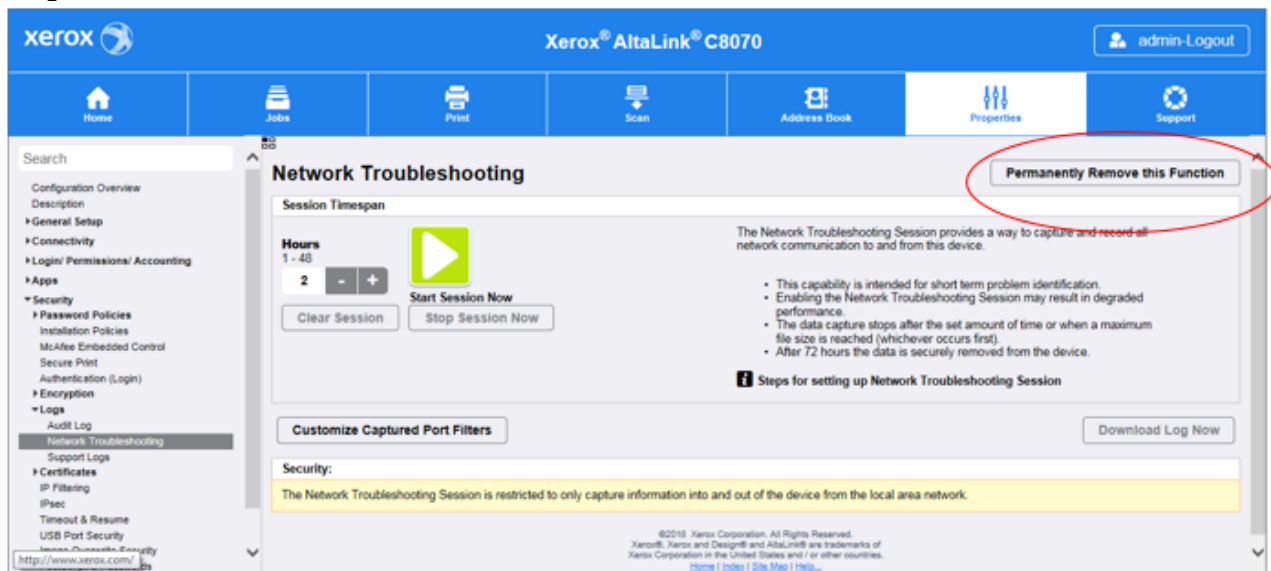 xerox
Xerox® AltaLink® C8070
admin-Logout
Home
Jobs
Print
Scan
Address Book
Properties
Support
Search
Configuration Overview
Description
General Setup
Connectivity
Login/ Permissions/ Accounting
Apps
Security
Password Policies
Installation Policies
McAfee Embedded Control
Secure Print
Authentication (Login)
Encryption
Logs
Audit Log
Network Troubleshooting
Support Logs
Certificates
IP Filtering
IPsec
Timeout & Resume
USB Port Security
http://www.xerox.com/
Network Troubleshooting
Permanently Remove this Function
Session Timespan
Hours
1 - 48
2 - +
Start Session Now
Clear Session
Stop Session Now
The Network Troubleshooting Session provides a way to capture and record all
network communication to and from this device.
• This capability is intended for short term problem identification.
• Enabling the Network Troubleshooting Session may result in degraded
performance.
• The data capture stops after the set amount of time or when a maximum
file size is reached (whichever occurs first).
• After 72 hours the data is securely removed from the device.
i Steps for setting up Network Troubleshooting Session
Customize Captured Port Filters
Download Log Now
Security:
The Network Troubleshooting Session is restricted to only capture information into and out of the device from the local area network.
©2018 Xerox Corporation. All Rights Reserved.
Xerox®, Xerox and Design® and AltaLink® are trademarks of
Xerox Corporation in the United States and / or other countries.
Home | Index | Site Map | Help...